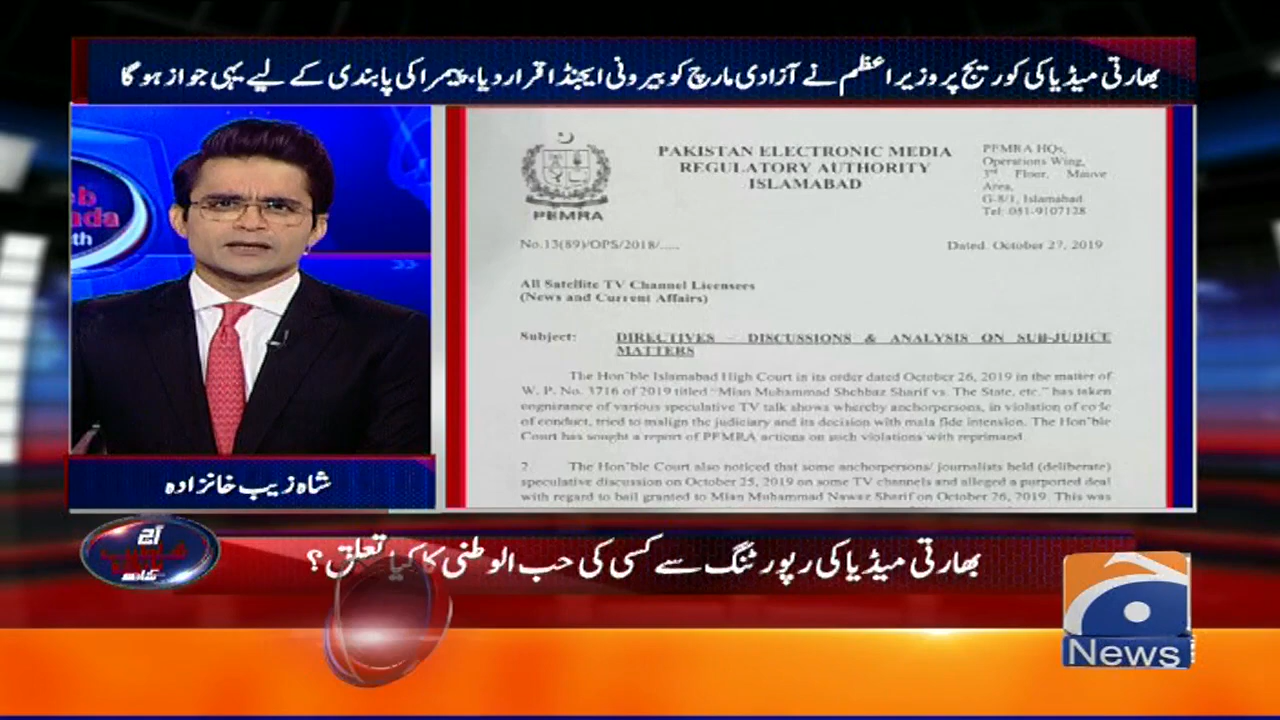 بھارتی میڈیا کی کوریج پر وزیراعظم نے آزادی مارچ کو بیرونی ایجنڈا قرار دیا، پیمرا کی پابندی کے لیے یہی جواز ہوگا
PAKISTAN ELECTRONIC MEDIA
REGULATORY AUTHORITY
ISLAMABAD
PEMRA HQs,
Operations Wing,
3rd Floor, Mauve
Area,
G-8/1, Islamabad
Tel: 051-9107128
PEMRA
No.13(89)/OPS/2018/.....
Dated. October 27, 2019
All Satellite TV Channel Licensees
(News and Current Affairs)
Subject: DIRECTIVES – DISCUSSIONS & ANALYSIS ON SUB-JUDICE
MATTERS
The Hon'ble Islamabad High Court in its order dated October 26, 2019 in the matter of
W. P. No. 3716 of 2019 titled "Mian Muhammad Shehbaz Sharif vs. The State, etc." has taken
cognizance of various speculative TV talk shows whereby anchorpersons, in violation of code
of conduct, tried to malign the judiciary and its decision with mala fide intension. The Hon'ble
Court has sought a report of PEMRA actions on such violations with reprimand.
2 The Hon'ble Court also noticed that some anchorpersons/ journalists held (deliberate)
speculative discussion on October 25, 2019 on some TV channels and alleged a purported deal
with regard to bail granted to Mian Muhammad Nawaz Sharif on October 26, 2019. This was
شاہ زیب خانزادہ
آج
بھارتی میڈیا کی رپورٹنگ سے کسی کی حب الوطنی کا کیا تعلق؟
News